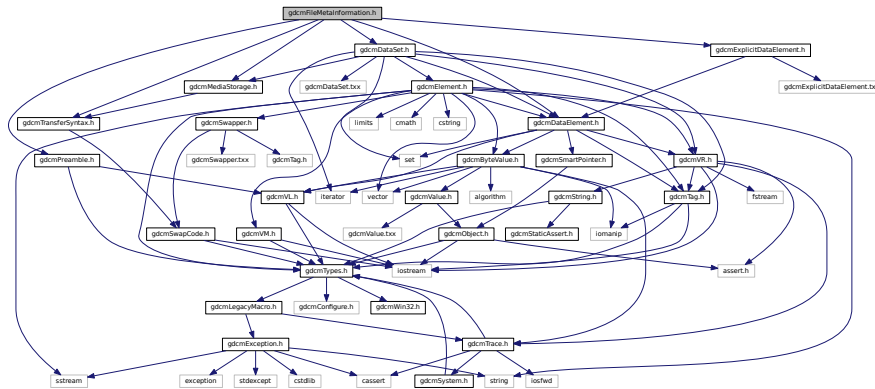 gdcmFileMetaInformation.h
gdcmDataSet.h
gdcmExplicitDataElement.h
gdcmMediaStorage.h
gdcmDataSet.txx
gdcmElement.h
gdcmExplicitDataElement.tx
gdcmTransferSyntax.h
gdcmSwapper.h
limits
cmath
cstring
gdcmDataElement.h
gdcmPreamble.h
gdcmSwapper.txx
gdcmTag.h
set
gdcmByteValue.h
gdcmSmartPointer.h
gdcmVR.h
gdcmVL.h
iterator
vector
gdcmValue.h
algorithm
gdcmString.h
gdcmTag.h
fstream
gdcmSwapCode.h
gdcmVM.h
gdcmValue.txx
gdcmObject.h
gdcmStaticAssert.h
iomanip
gdcmTypes.h
iostream
assert.h
gdcmLegacyMacro.h
gdcmConfigure.h
gdcmWin32.h
gdcmException.h
gdcmTrace.h
sstream
exception
stdexcept
cstdlib
cassert
gdcmSystem.h
string
iosfwd